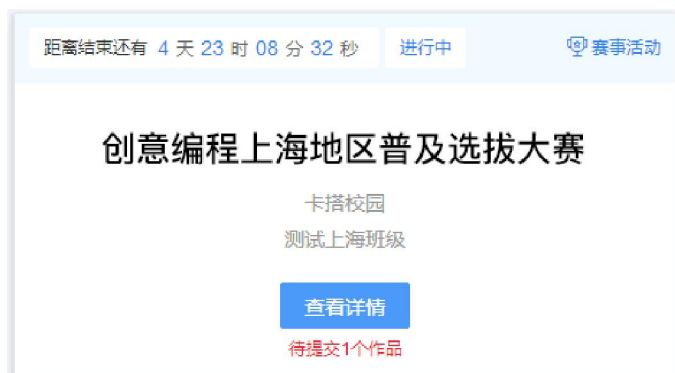 距离结束还有 4 天 23 时 08 分 32 秒 进行中 赛事活动
创意编程上海地区普及选拔大赛
卡搭校园
测试上海班级
查看详情
待提交1个作品